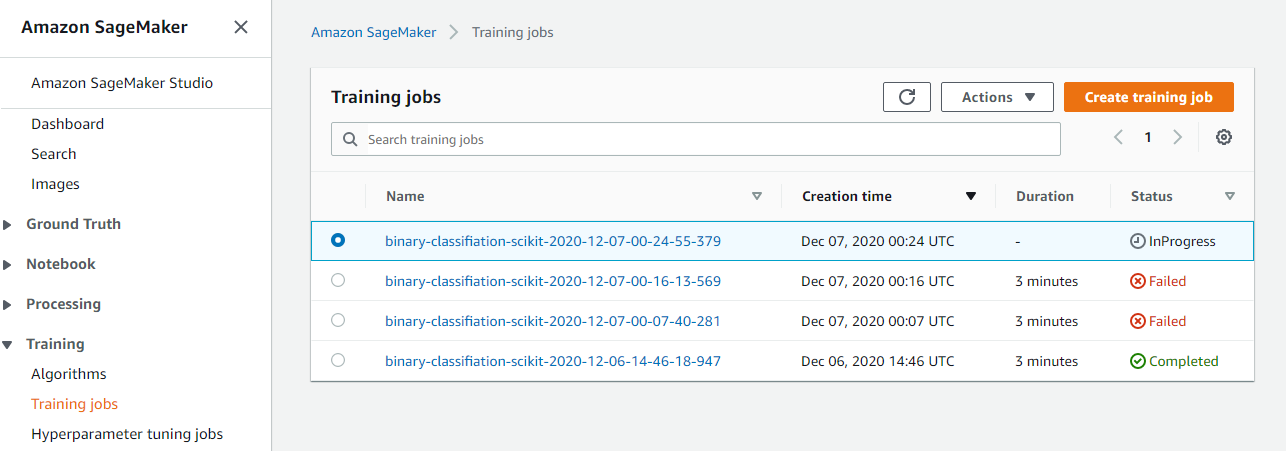 Amazon SageMaker
Amazon SageMaker Studio
Dashboard
Search
Images
Ground Truth
Notebook
Processing
Training
Algorithms
Training jobs
Hyperparameter tuning jobs
Amazon SageMaker Training jobs
Training jobs Actions Create training job
Search training jobs 1
Name Creation time Duration Status
binary-classifiation-scikit-2020-12-07-00-24-55-379 Dec 07, 2020 00:24 UTC - InProgress
binary-classifiation-scikit-2020-12-07-00-16-13-569 Dec 07, 2020 00:16 UTC 3 minutes Failed
binary-classifiation-scikit-2020-12-07-00-07-40-281 Dec 07, 2020 00:07 UTC 3 minutes Failed
binary-classifiation-scikit-2020-12-06-14-46-18-947 Dec 06, 2020 14:46 UTC 3 minutes Completed